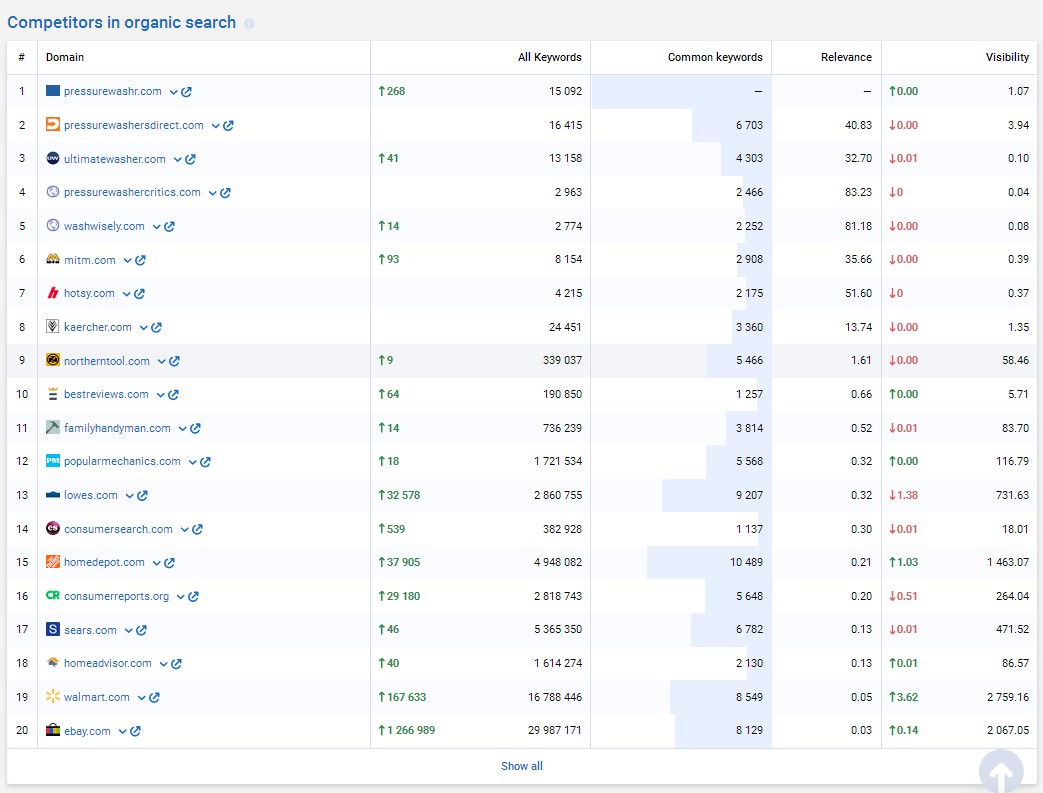 Competitors in organic search
# Domain All Keywords Common keywords Relevance Visibility
1 pressurewashr.com ↑268 15 092 – – ↑0.00 1.07
2 pressurewashersdirect.com 16 415 6 703 40.83 ↓0.00 3.94
3 UW ultimatewasher.com ↑41 13 158 4 303 32.70 ↓0.01 0.10
4 pressurewashercritics.com 2 963 2 466 83.23 ↓0 0.04
5 washwisely.com ↑14 2 774 2 252 81.18 ↓0.00 0.08
6 mitm.com ↑93 8 154 2 908 35.66 ↓0.00 0.39
7 hotsy.com 4 215 2 175 51.60 ↓0 0.37
8 kaercher.com 24 451 3 360 13.74 ↓0.00 1.35
9 northerntool.com ↑9 339 037 5 466 1.61 ↓0.00 58.46
10 bestreviews.com ↑64 190 850 1 257 0.66 ↑0.00 5.71
11 familyhandyman.com ↑14 736 239 3 814 0.52 ↓0.01 83.70
12 PM popularmechanics.com ↑18 1 721 534 5 568 0.32 ↑0.00 116.79
13 lowes.com ↑32 578 2 860 755 9 207 0.32 ↓1.38 731.63
14 CS consumersearch.com ↑539 382 928 1 137 0.30 ↓0.01 18.01
15 homedepot.com ↑37 905 4 948 082 10 489 0.21 ↑1.03 1 463.07
16 CR consumerreports.org ↑29 180 2 818 743 5 648 0.20 ↓0.51 264.04
17 S sears.com ↑46 5 365 350 6 782 0.13 ↓0.01 471.52
18 homeadvisor.com ↑40 1 614 274 2 130 0.13 ↑0.01 86.57
19 walmart.com ↑167 633 16 788 446 8 549 0.05 ↑3.62 2 759.16
20 ebay.com ↑1 266 989 29 987 171 8 129 0.03 ↑0.14 2 067.05
Show all